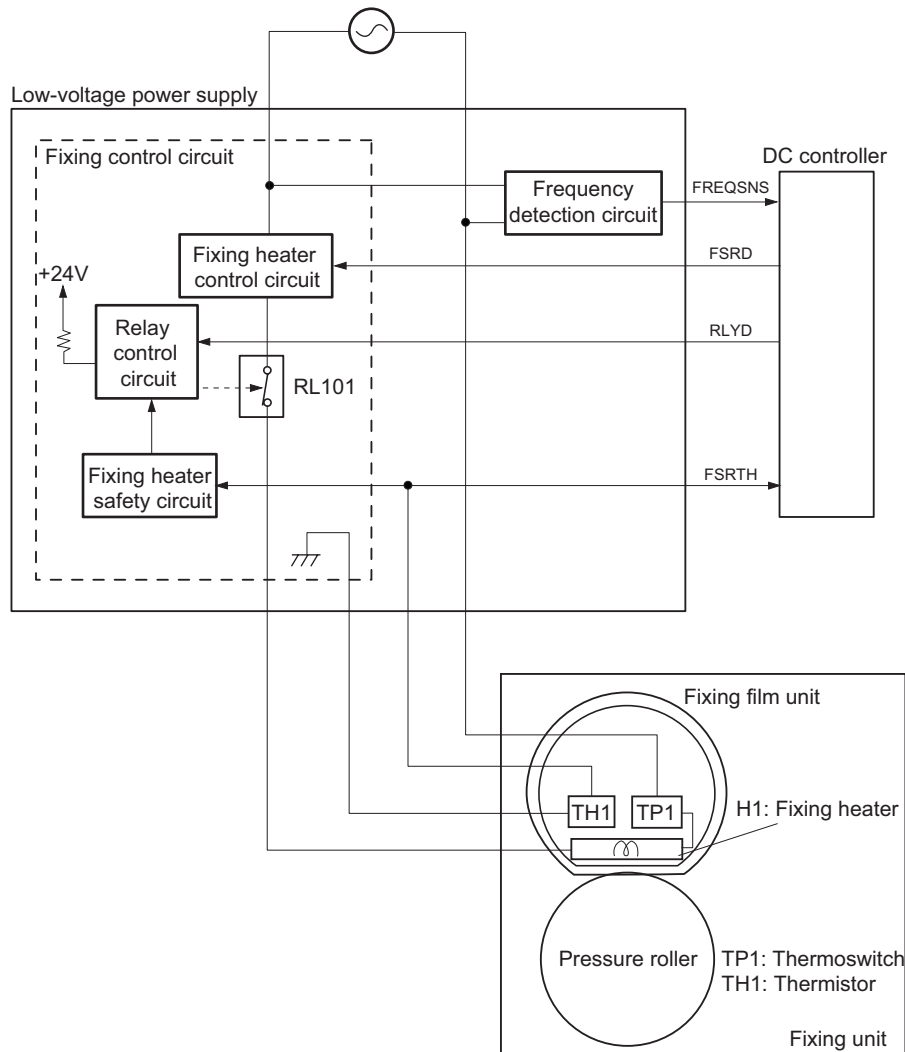 Low-voltage power supply
Fixing control circuit
DC controller
Frequency
detection circuit
FREQSNS
Fixing heater
control circuit
FSRD
+24V
Relay
control
circuit
RLYD
RL101
Fixing heater
safety circuit
FSRTH
Fixing film unit
TH1
TP1
H1: Fixing heater
Pressure roller
TP1: Thermoswitch
TH1: Thermistor
Fixing unit